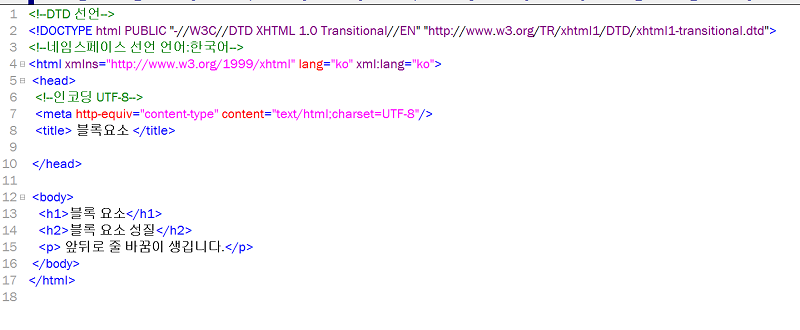 1 <!--DTD 선언-->
2 <!DOCTYPE html PUBLIC "-//W3C//DTD XHTML 1.0 Transitional//EN" "http://www.w3.org/TR/xhtml1/DTD/xhtml1-transitional.dtd">
3 <!--네임스페이스 선언 언어:한국어-->
4 <html xmlns="http://www.w3.org/1999/xhtml" lang="ko" xml:lang="ko">
5 <head>
6 <!--인코딩 UTF-8-->
7 <meta http-equiv="content-type" content="text/html;charset=UTF-8"/>
8 <title> 블록요소 </title>
9
10 </head>
11
12 <body>
13 <h1>블록 요소</h1>
14 <h2>블록 요소 성질</h2>
15 <p> 앞뒤로 줄 바꿈이 생깁니다.</p>
16 </body>
17 </html>
18